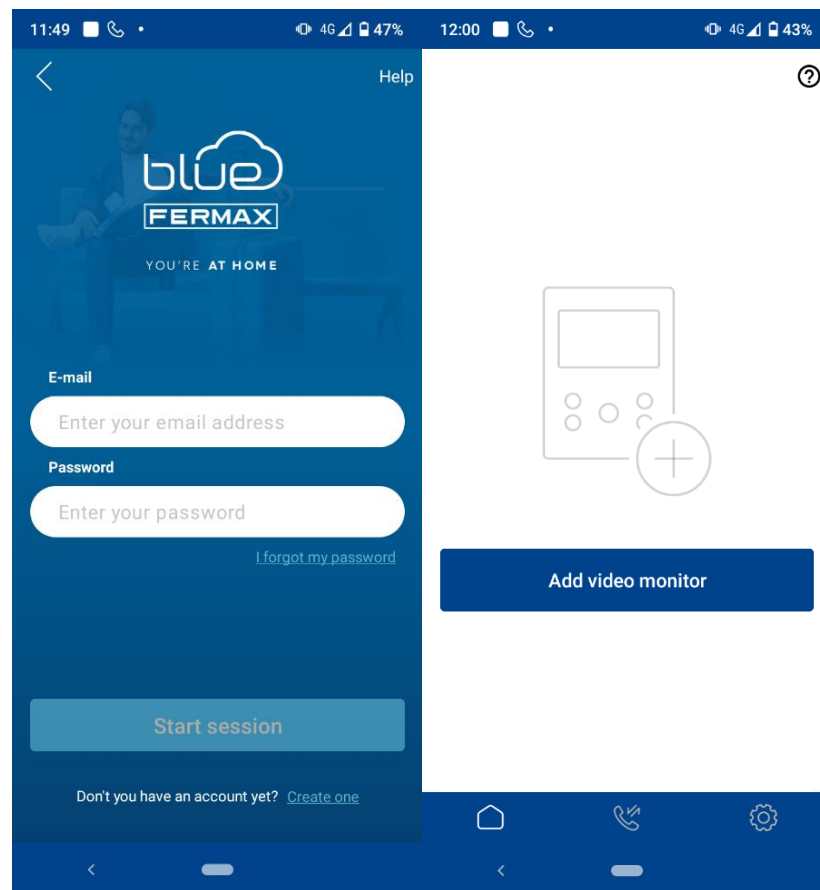 11:49
4G
47%
Help
blue
FERMAX
YOU'RE AT HOME
E-mail
Enter your email address
Password
Enter your password
I forgot my password
Start session
Don't you have an account yet? Create one
12:00
4G
43%
?
Add video monitor